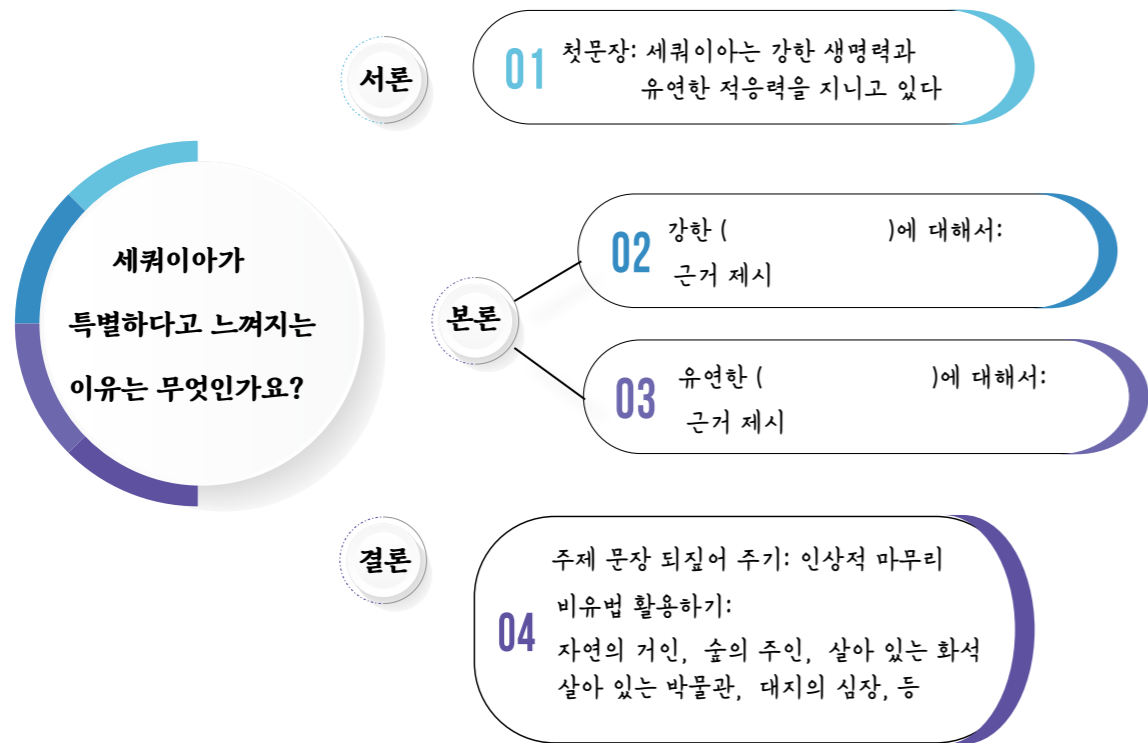 세쿼이아가
특별하다고 느껴지는
이유는 무엇인가요?
서론
01
첫문장: 세쿼이아는 강한 생명력과
유연한 적응력을 지니고 있다
본론
02
강한 ( )에 대해서:
근거 제시
03
유연한 ( )에 대해서:
근거 제시
결론
04
주제 문장 되짚어 주기: 인상적 마무리
비유법 활용하기:
자연의 거인, 숲의 주인, 살아 있는 화석
살아 있는 박물관, 대지의 심장, 등